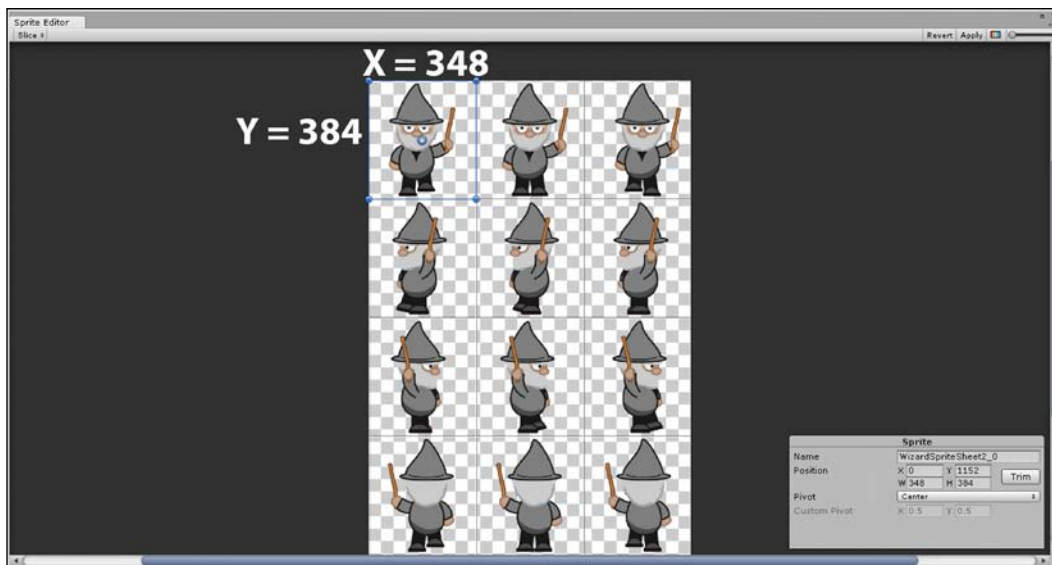 Sprite Editor
Slice
Revert Apply
X = 348
Y = 384
Sprite
Name WizardSpriteSheet2_0
Position X 0 Y 1152
W 348 H 384
Trim
Pivot Center
Custom Pivot X 0.5 Y 0.5